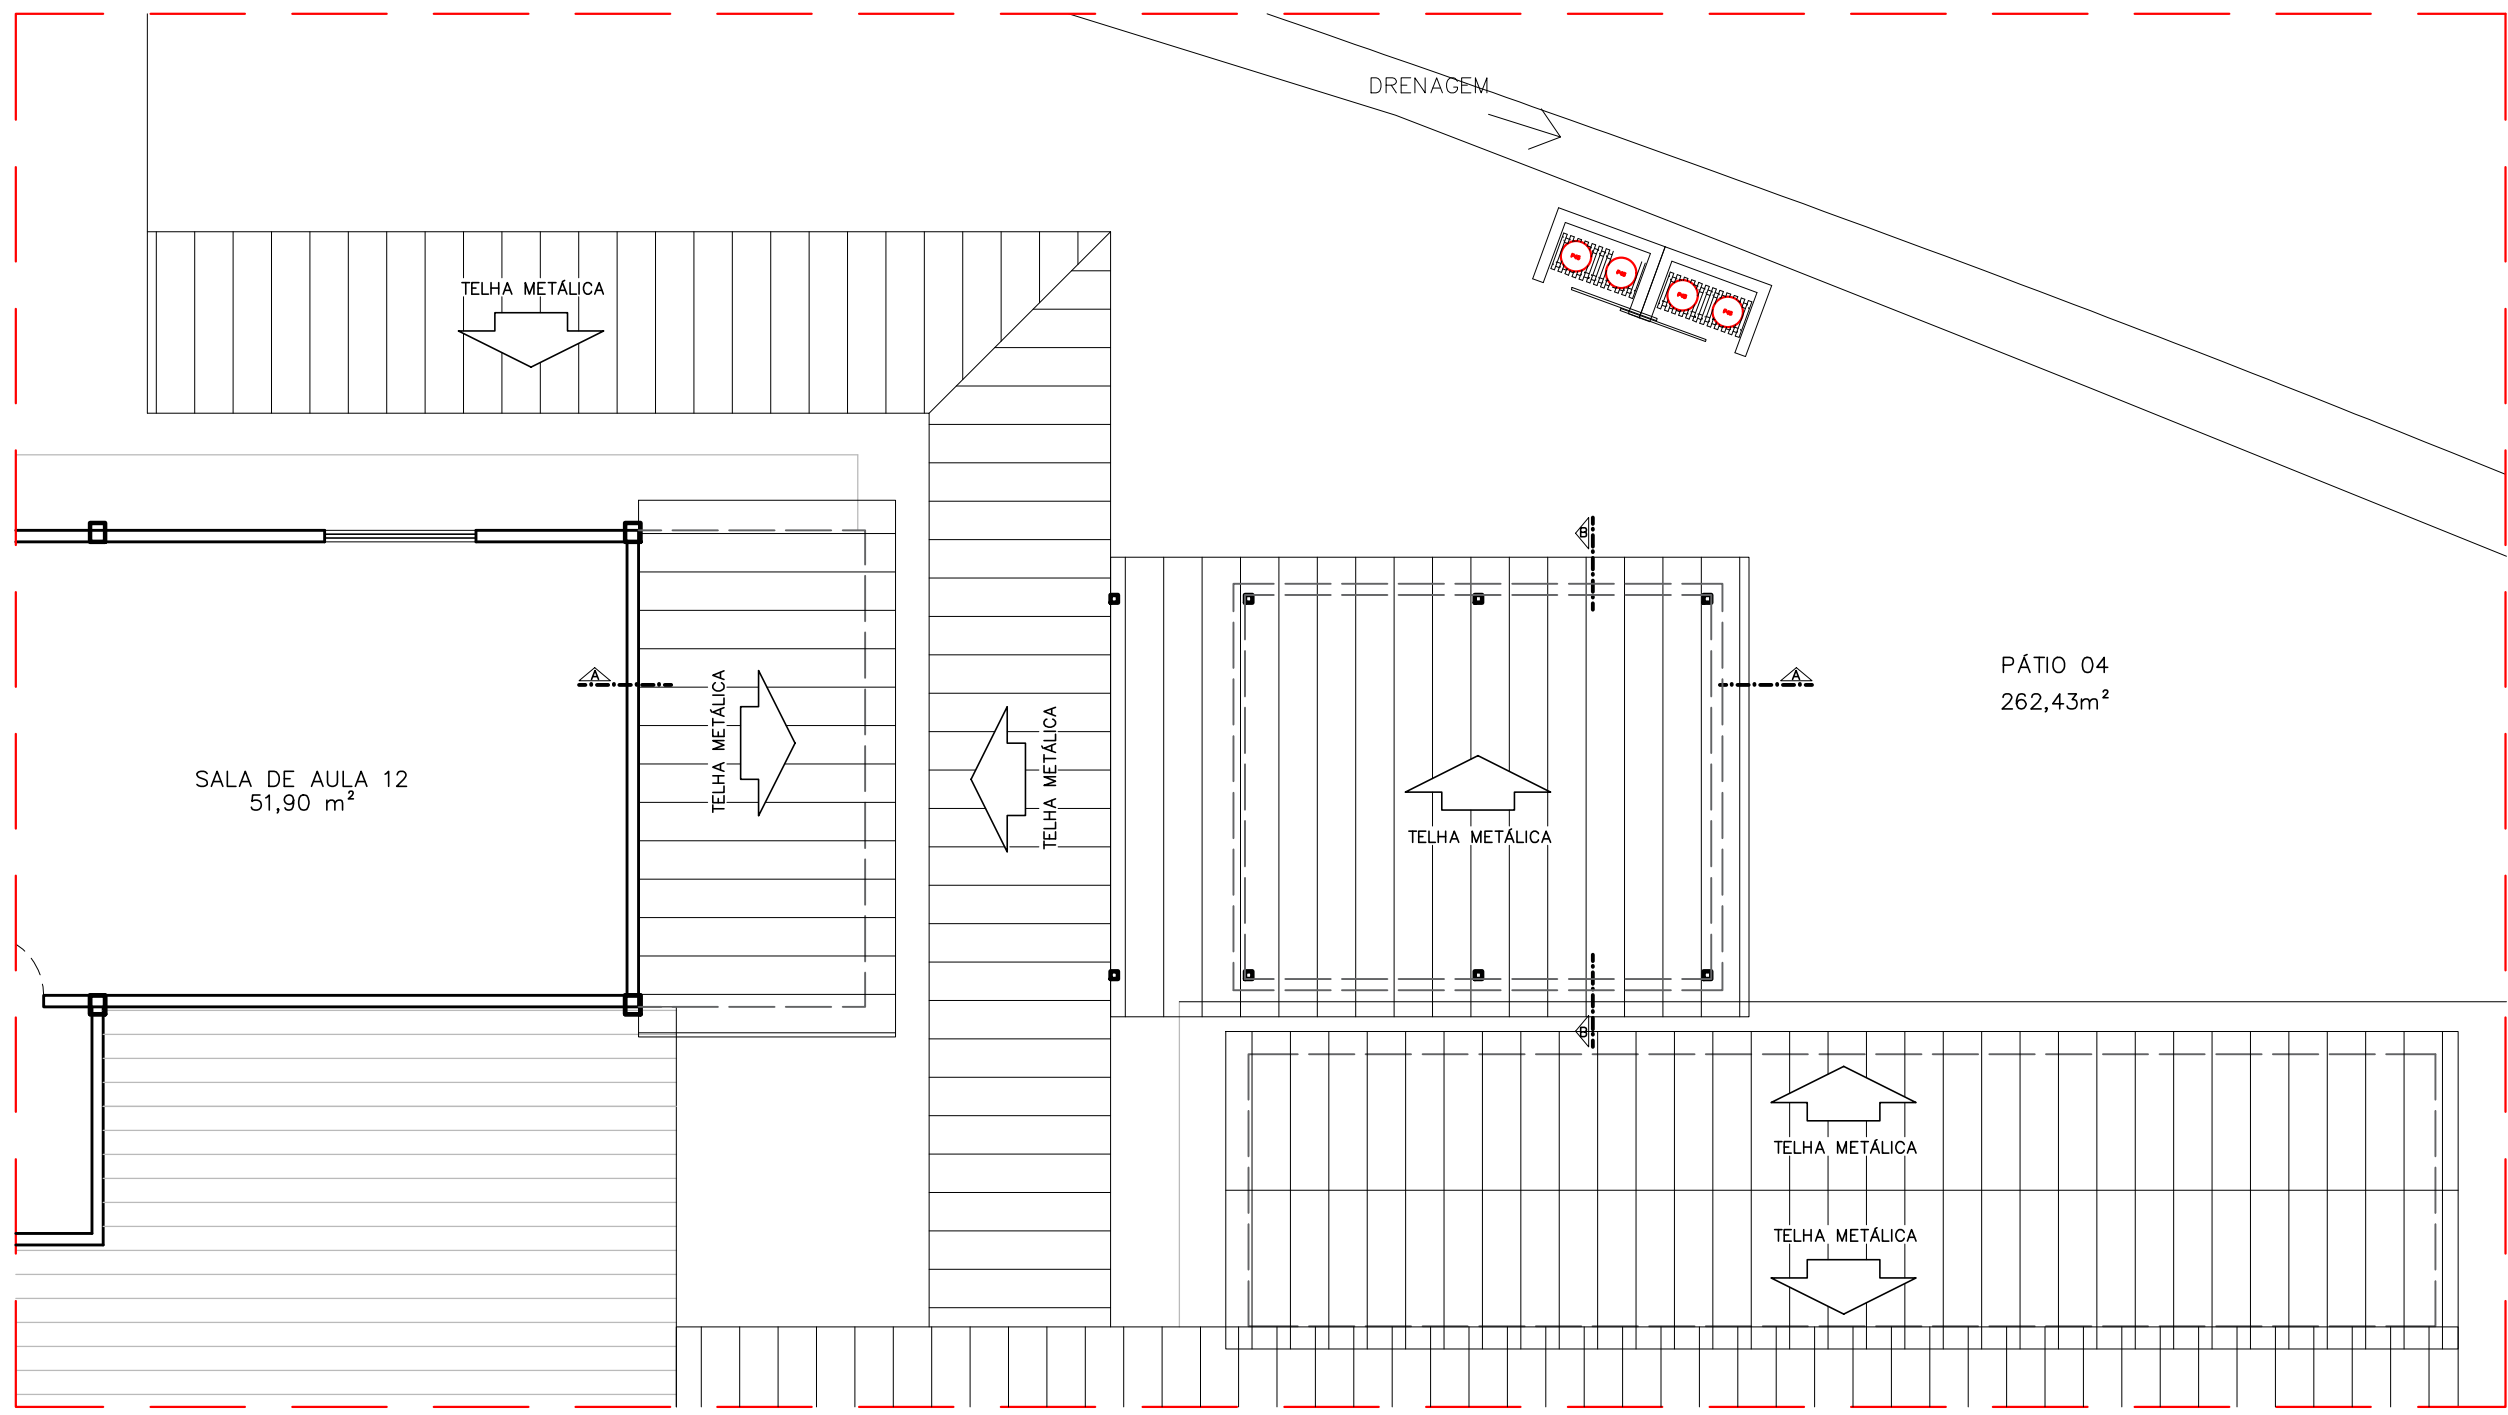 DRENAGEM
TELHA METÁLICA
B
PÁTIO 04
262,43m²
A
A
TELHA METÁLICA
TELHA METÁLICA
SALA DE AULA 12
51,90 m²
TELHA METÁLICA
B
TELHA METÁLICA
TELHA METÁLICA